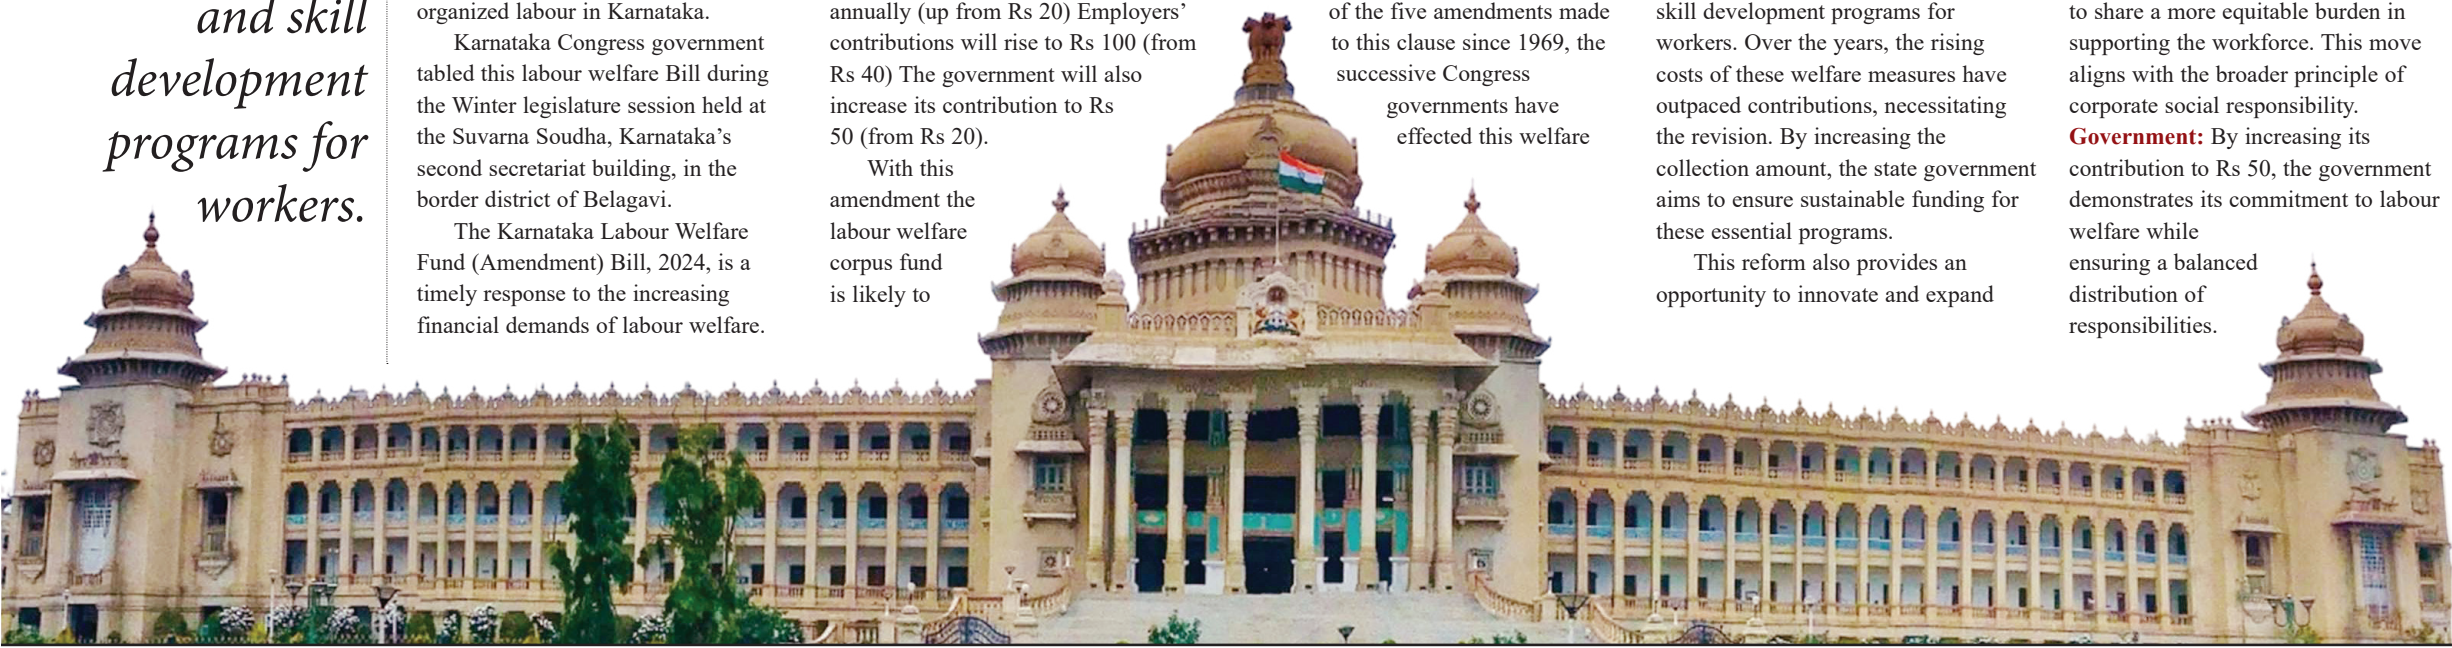 and skill
development
programs for
workers.
organized labour in Karnataka.
Karnataka Congress government
tabled this labour welfare Bill during
the Winter legislature session held at
the Suvarna Soudha, Karnataka’s
second secretariat building, in the
border district of Belagavi.
The Karnataka Labour Welfare
Fund (Amendment) Bill, 2024, is a
timely response to the increasing
financial demands of labour welfare.
annually (up from Rs 20) Employers’
contributions will rise to Rs 100 (from
Rs 40) The government will also
increase its contribution to Rs
50 (from Rs 20).
With this
amendment the
labour welfare
corpus fund
is likely to
of the five amendments made
to this clause since 1969, the
successive Congress
governments have
effected this welfare
skill development programs for
workers. Over the years, the rising
costs of these welfare measures have
outpaced contributions, necessitating
the revision. By increasing the
collection amount, the state government
aims to ensure sustainable funding for
these essential programs.
This reform also provides an
opportunity to innovate and expand
to share a more equitable burden in
supporting the workforce. This move
aligns with the broader principle of
corporate social responsibility.
Government: By increasing its
contribution to Rs 50, the government
demonstrates its commitment to labour
welfare while
ensuring a balanced
distribution of
responsibilities.